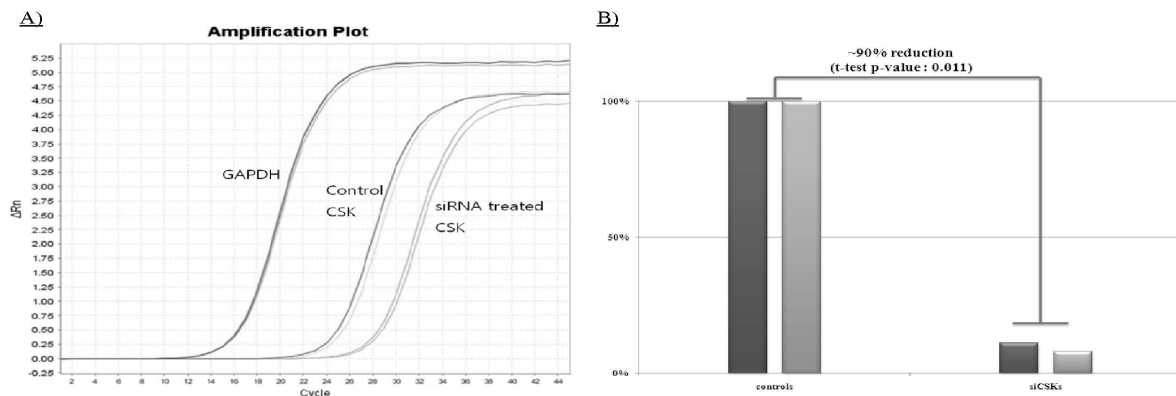 A)
Amplification Plot
5.25
5.00
4.75
4.50
4.25
4.00
3.75
3.50
3.25
3.00
2.75
2.50
2.25
2.00
1.75
1.50
1.25
1.00
0.75
0.50
0.25
0.00
-0.25
ΔRn
GAPDH
Control
CSK
siRNA treated
CSK
2 4 6 8 10 12 14 16 18 20 22 24 26 28 30 32 34 36 38 40 42 44
Cycle
B)
~90% reduction
(t-test p-value : 0.011)
100%
50%
0%
controls
siCSKs